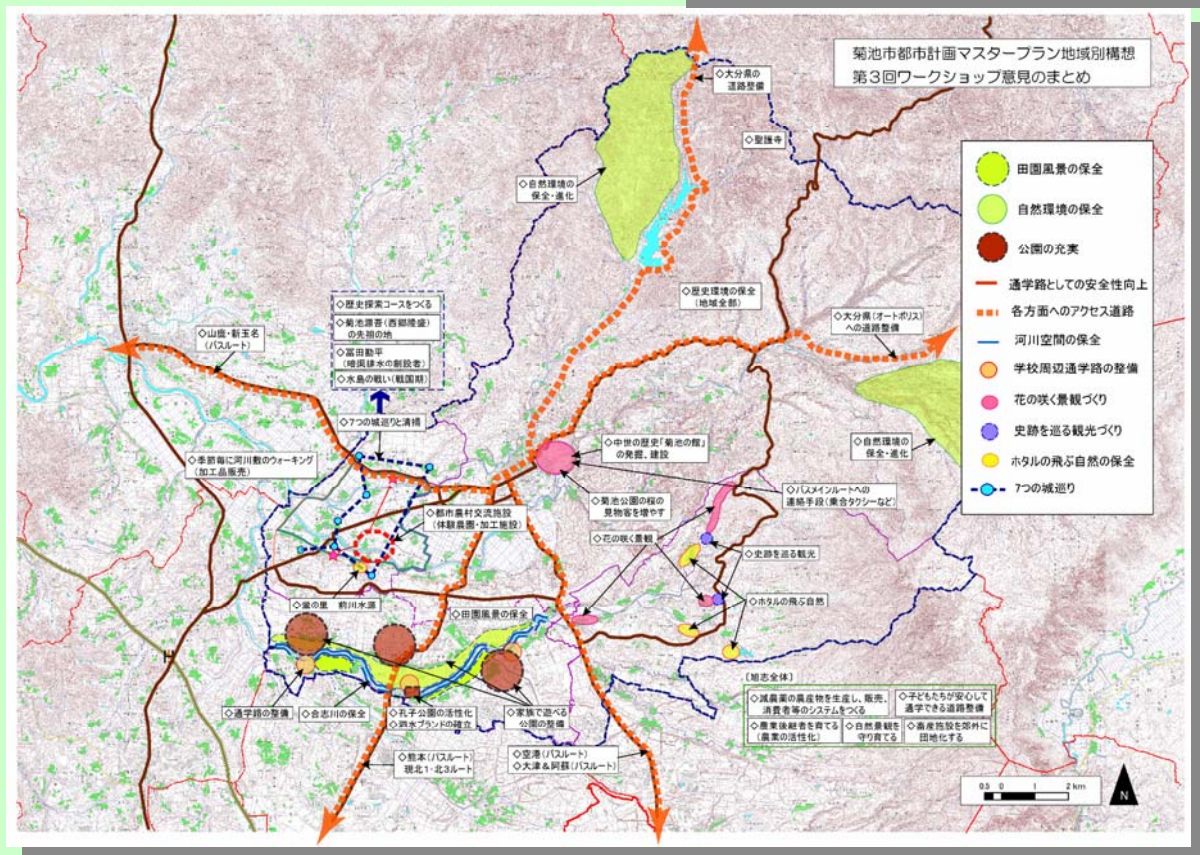 菊池市都市計画マスタープラン地域別構想
第３回ワークショップ意見のまとめ
◇大分県の
道路整備
◇聖護寺
◇自然環境の
保全・進化
田園風景の保全
自然環境の保全
公園の充実
通学路としての安全性向上
各方面へのアクセス道路
河川空間の保全
学校周辺通学路の整備
花の咲く景観づくり
史跡を巡る観光づくり
ホタルの飛ぶ自然の保全
7つの城巡り
◇歴史環境の保全
（地域全部）
◇大分県（オートポリス）
への道路整備
◇歴史探索コースをつくる
◇菊池源吾（西郷隆盛）
の先祖の地
◇冨田勘平
（暗渠排水の創設者）
◇水島の戦い（戦国期）
◇山鹿・新玉名
（バスルート）
◇7つの城巡りと清掃
◇季節毎に河川敷のウォーキング
（加工品販売）
◇中世の歴史「菊池の館」
の発掘、建設
◇自然環境の
保全・進化
◇菊池公園の桜の
見物客を増やす
◇バスメインルートへの
連絡手段（乗合タクシーなど）
◇都市農村交流施設
（体験農園・加工施設）
◇花の咲く景観
◇史跡を巡る観光
◇ホタルの飛ぶ自然
◇蛍の里　前川水源
◇田園風景の保全
◇通学路の整備
◇合志川の保全
◇孔子公園の活性化
◇泗水ブランドの確立
◇家族で遊べる
公園の整備
［旭志全体］
◇減農薬の農産物を生産し、販売、
消費者等のシステムをつくる
◇子どもたちが安心して
通学できる道路整備
◇農業後継者を育てる
（農業の活性化）
◇自然景観を
守り育てる
◇畜産施設を郊外に
団地化する
◇熊本（バスルート）
現北1・北3ルート
◇空港（バスルート）
◇大津＆阿蘇（バスルート）
0.5 0 1 2 km
N